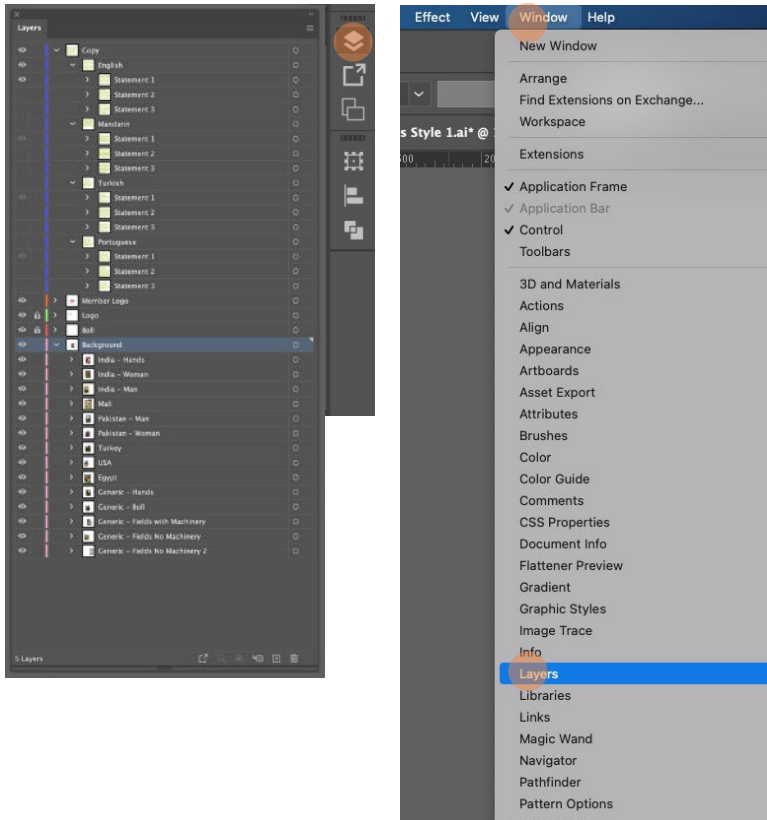 Layers
Copy
English
Statement 1
Statement 2
Statement 3
Mandarin
Statement 1
Statement 2
Statement 3
Turkish
Statement 1
Statement 2
Statement 3
Portuguese
Statement 1
Statement 2
Statement 3
Member Logo
Logo
Boll
Background
India - Hands
India - Woman
India - Man
Mali
Pakistan - Man
Pakistan - Woman
Turkey
USA
Egypt
Generic - Hands
Generic - Boll
Generic - Fields with Machinery
Generic - Fields No Machinery
Generic - Fields No Machinery 2
5 Layers
Effect View Window Help
s Style 1.ai* @
New Window
Arrange
Find Extensions on Exchange...
Workspace
Extensions
Application Frame
Application Bar
Control
Toolbars
3D and Materials
Actions
Align
Appearance
Artboards
Asset Export
Attributes
Brushes
Color
Color Guide
Comments
CSS Properties
Document Info
Flattener Preview
Gradient
Graphic Styles
Image Trace
Info
Layers
Libraries
Links
Magic Wand
Navigator
Pathfinder
Pattern Options